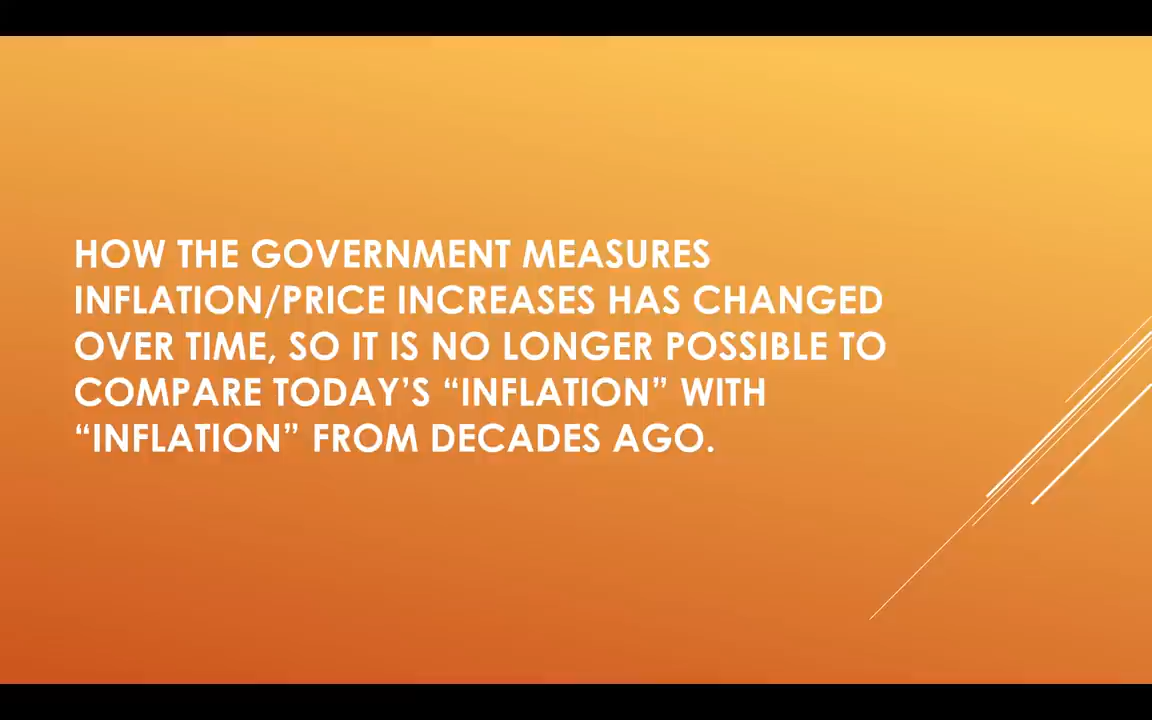 HOW THE GOVERNMENT MEASURES
INFLATION/PRICE INCREASES HAS CHANGED
OVER TIME, SO IT IS NO LONGER POSSIBLE TO
COMPARE TODAY’S “INFLATION” WITH
“INFLATION” FROM DECADES AGO.